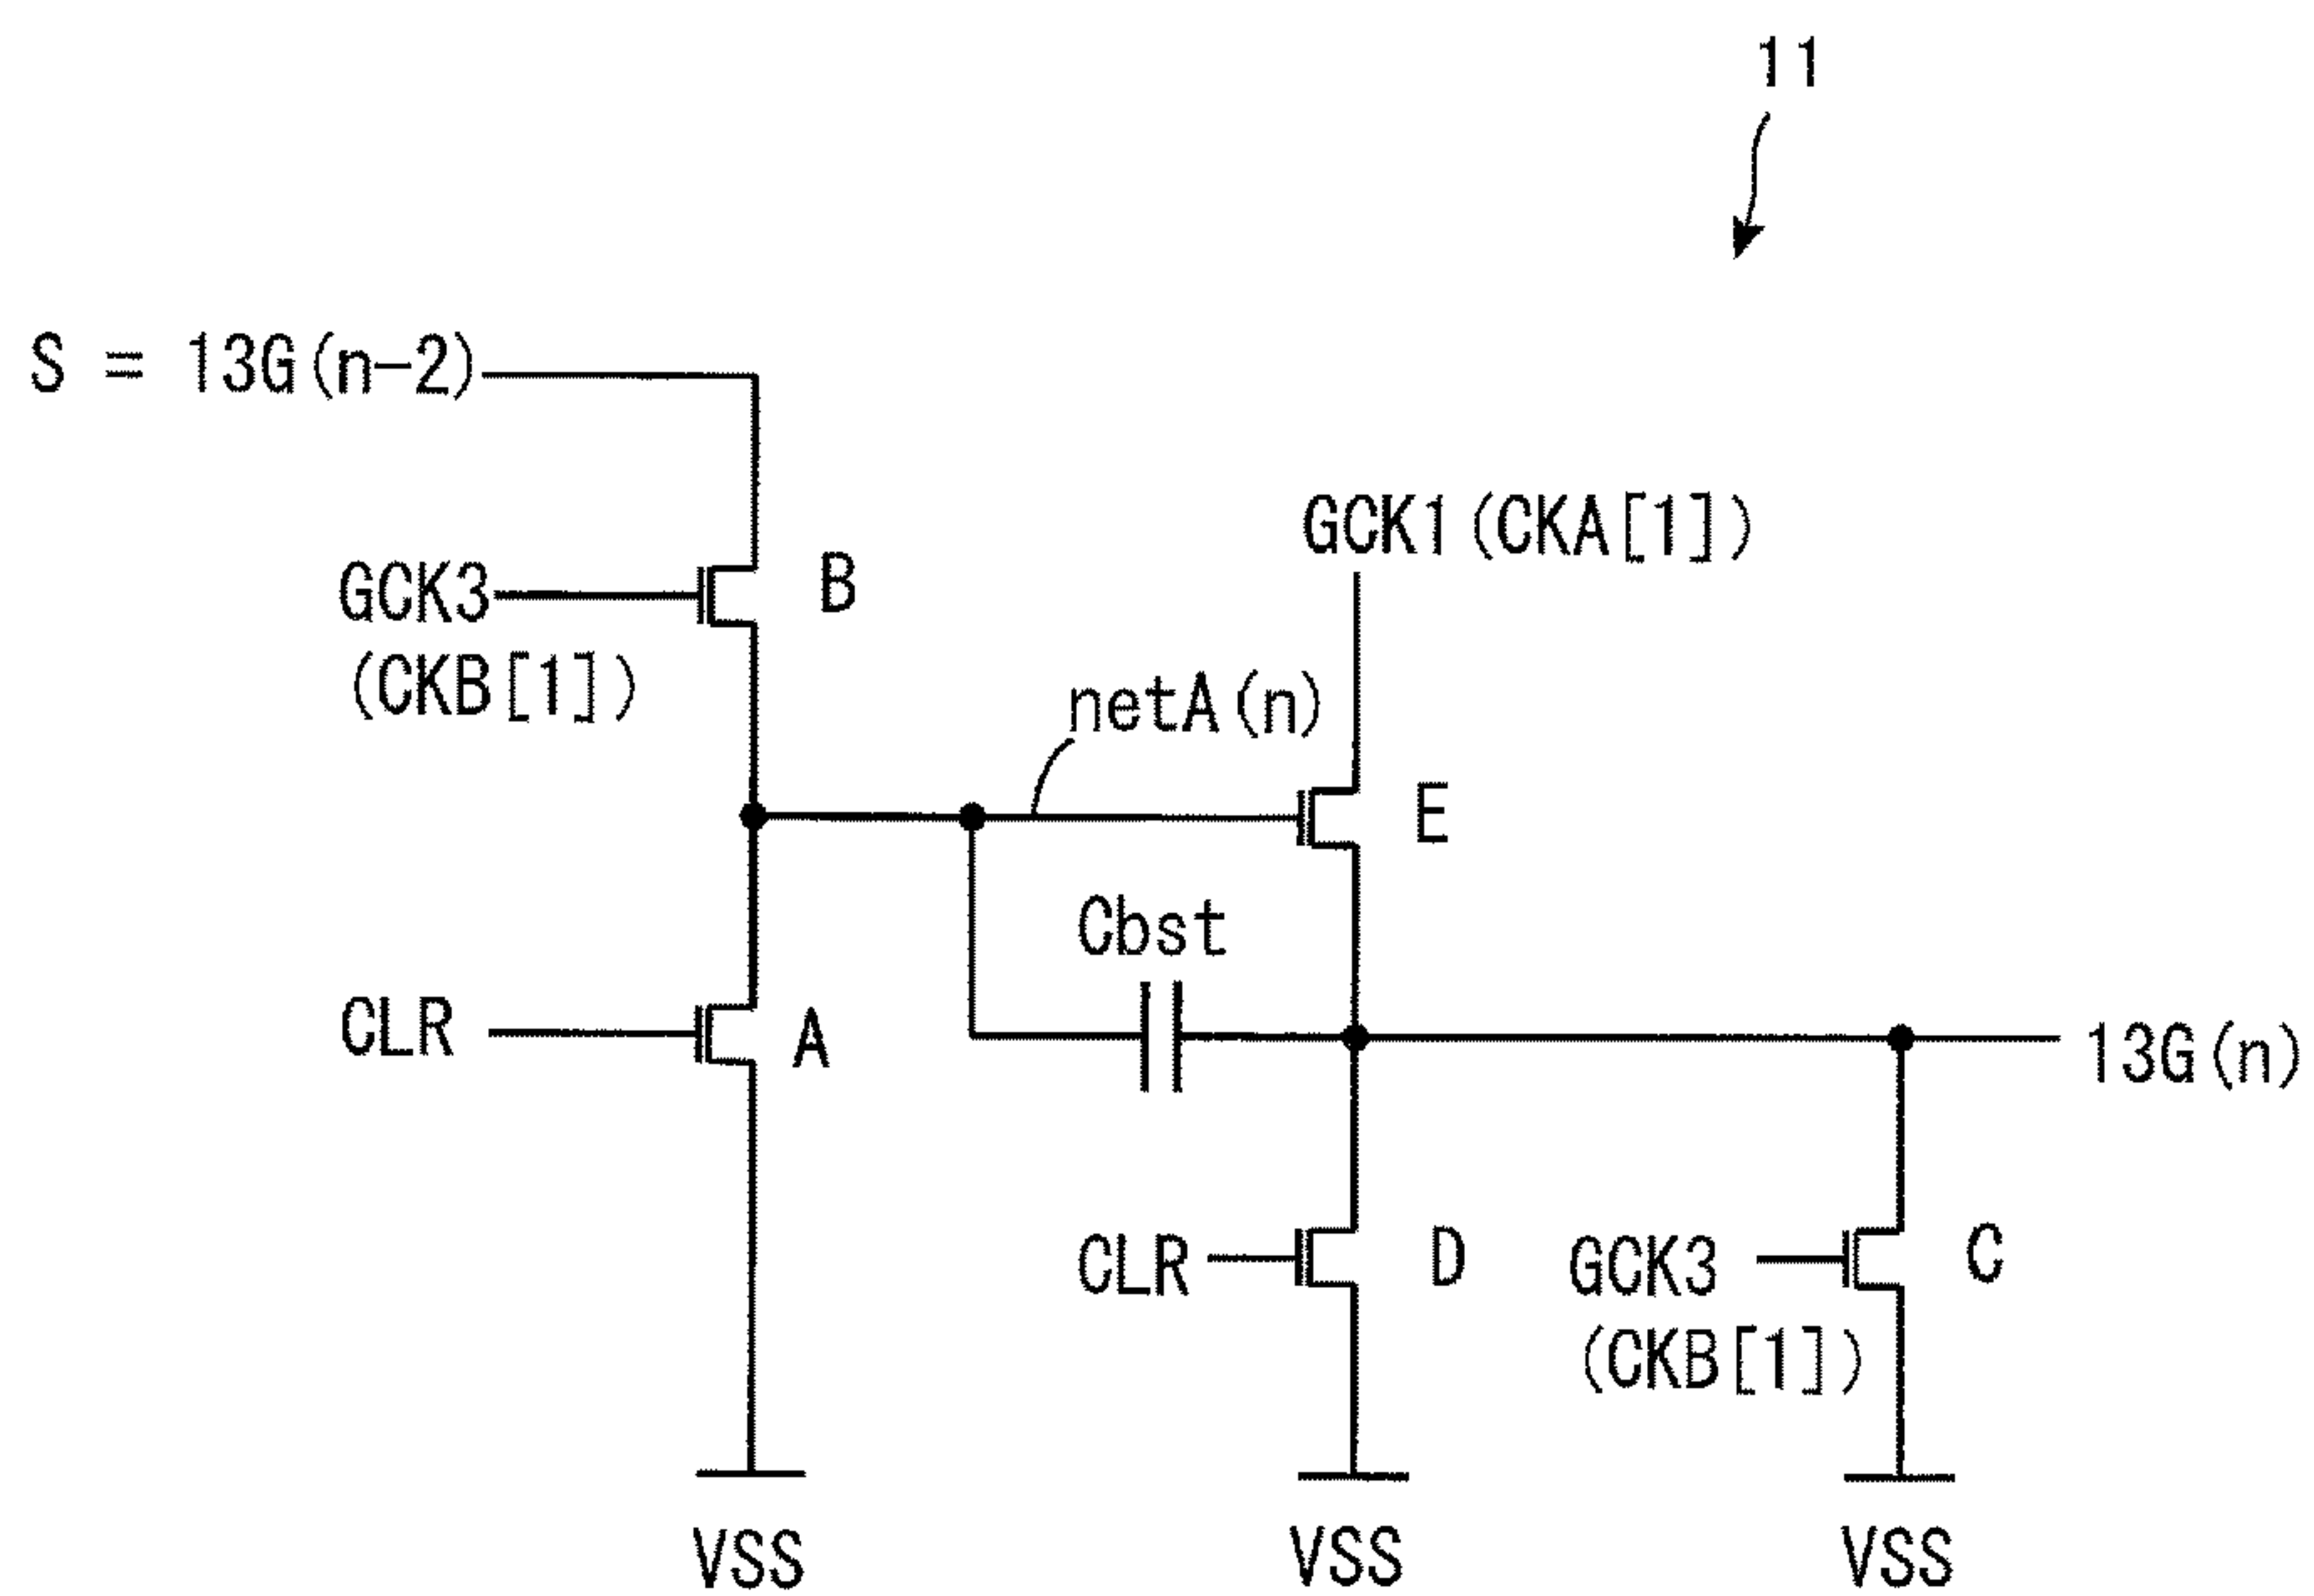 11
S = 13G(n-2)
GCK1(CKA[1])
GCK3
(CKB[1])
B
netA(n)
E
Cbst
CLR
A
13G(n)
CLR
D
GCK3
(CKB[1])
C
VSS
VSS
VSS